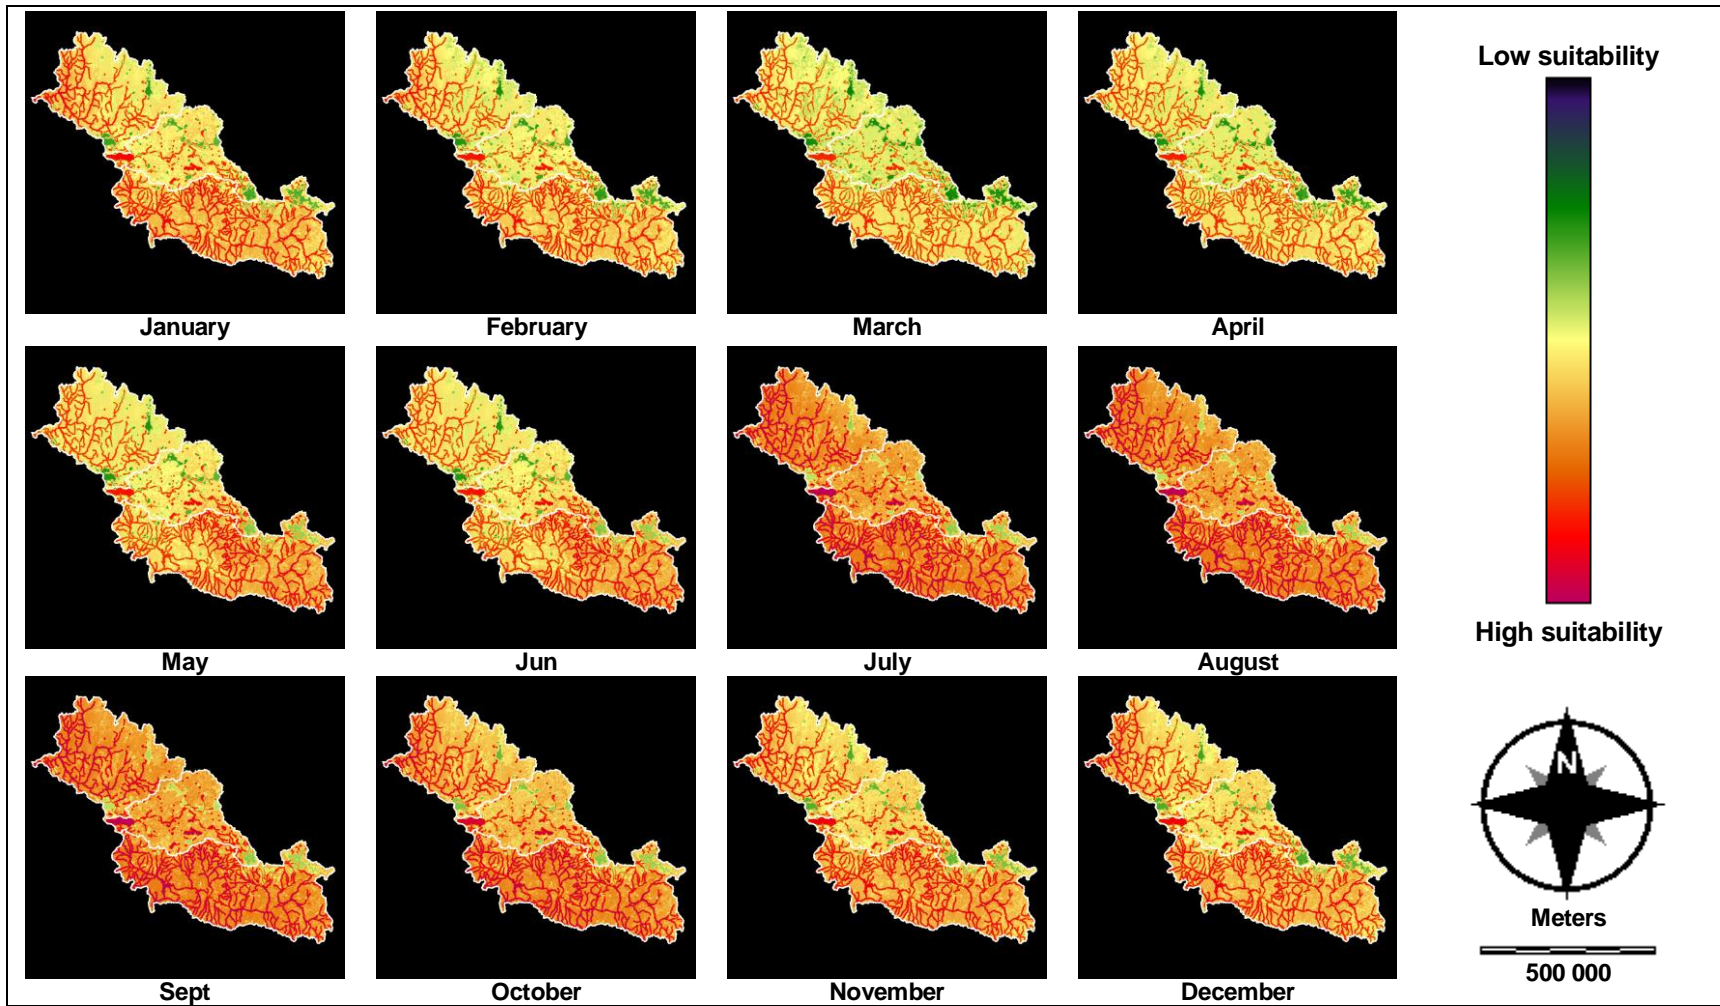 Low suitability
January
February
March
April
May
Jun
July
August
High suitability
N
Meters
500 000
Sept
October
November
December